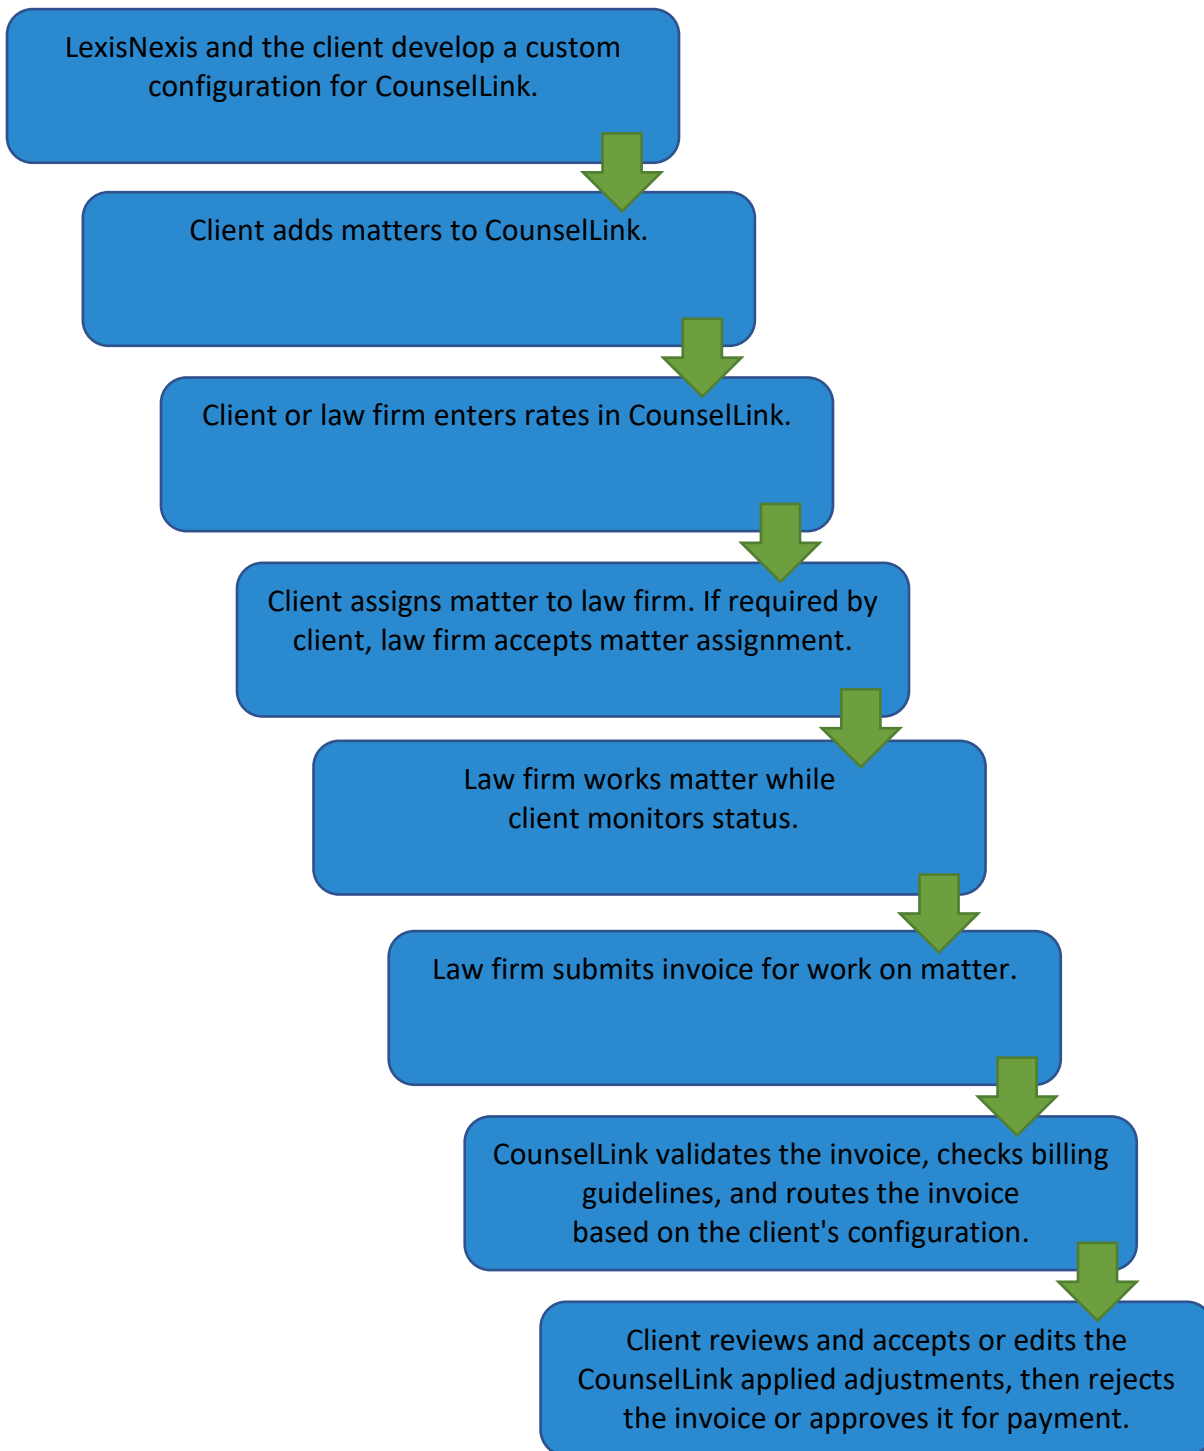 LexisNexis and the client develop a custom
configuration for CounselLink.
Client adds matters to CounselLink.
Client or law firm enters rates in CounselLink.
Client assigns matter to law firm. If required by
client, law firm accepts matter assignment.
Law firm works matter while
client monitors status.
Law firm submits invoice for work on matter.
CounselLink validates the invoice, checks billing
guidelines, and routes the invoice
based on the client's configuration.
Client reviews and accepts or edits the
CounselLink applied adjustments, then rejects
the invoice or approves it for payment.